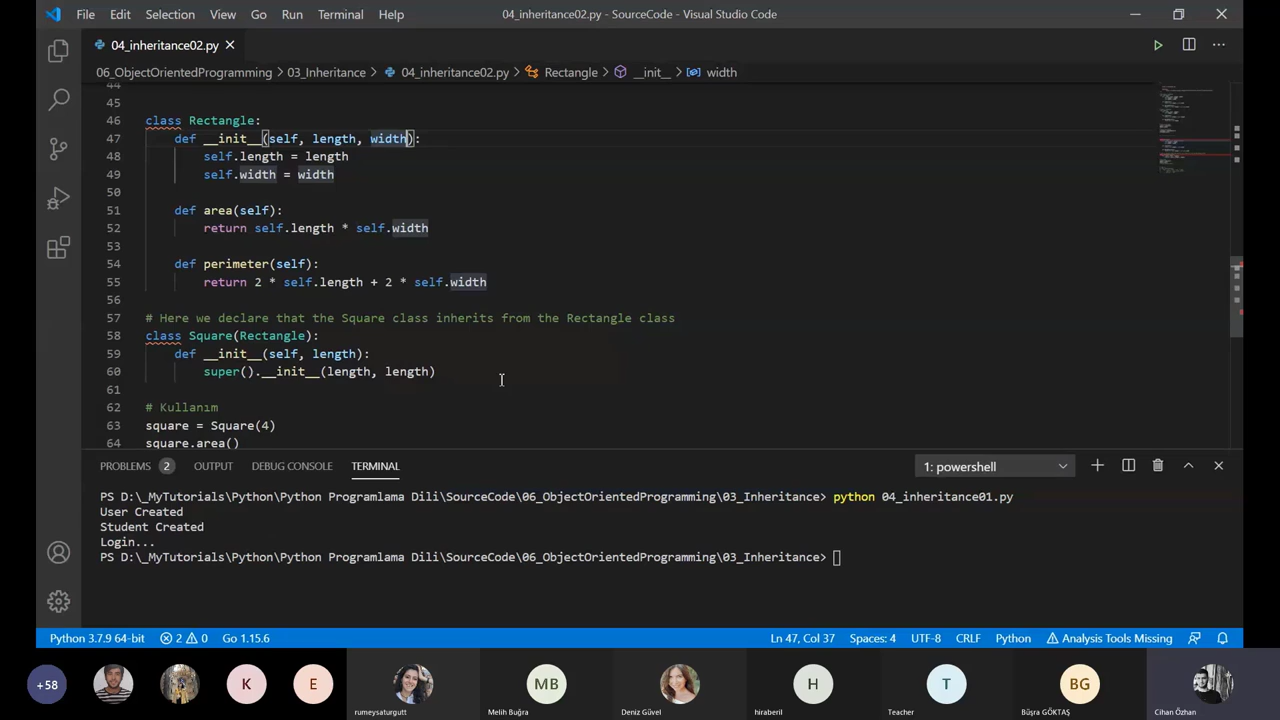 File Edit Selection View Go Run Terminal Help 04_inheritance02.py - SourceCode - Visual Studio Code
04_inheritance02.py
06_ObjectOrientedProgramming > 03_Inheritance > 04_inheritance02.py > Rectangle > __init__ > width
44
45
46 class Rectangle:
47 def __init__(self, length, width):
48 self.length = length
49 self.width = width
50
51 def area(self):
52 return self.length * self.width
53
54 def perimeter(self):
55 return 2 * self.length + 2 * self.width
56
57 # Here we declare that the Square class inherits from the Rectangle class
58 class Square(Rectangle):
59 def __init__(self, length):
60 super().__init__(length, length)
61
62 # Kullanım
63 square = Square(4)
64 square.area()
PROBLEMS 2 OUTPUT DEBUG CONSOLE TERMINAL 1: powershell
PS D:\_MyTutorials\Python\Python Programlama Dili\SourceCode\06_ObjectOrientedProgramming\03_Inheritance> python 04_inheritance01.py
User Created
Student Created
Login...
PS D:\_MyTutorials\Python\Python Programlama Dili\SourceCode\06_ObjectOrientedProgramming\03_Inheritance>
Python 3.7.9 64-bit 2 0 Go 1.15.6 Ln 47, Col 37 Spaces: 4 UTF-8 CRLF Python Analysis Tools Missing
+58 K E MB H T BG
rumeysaturgutt Melih Buğra Deniz Güvel hiraberil Teacher Büşra GÖKTAŞ Cihan Özhan